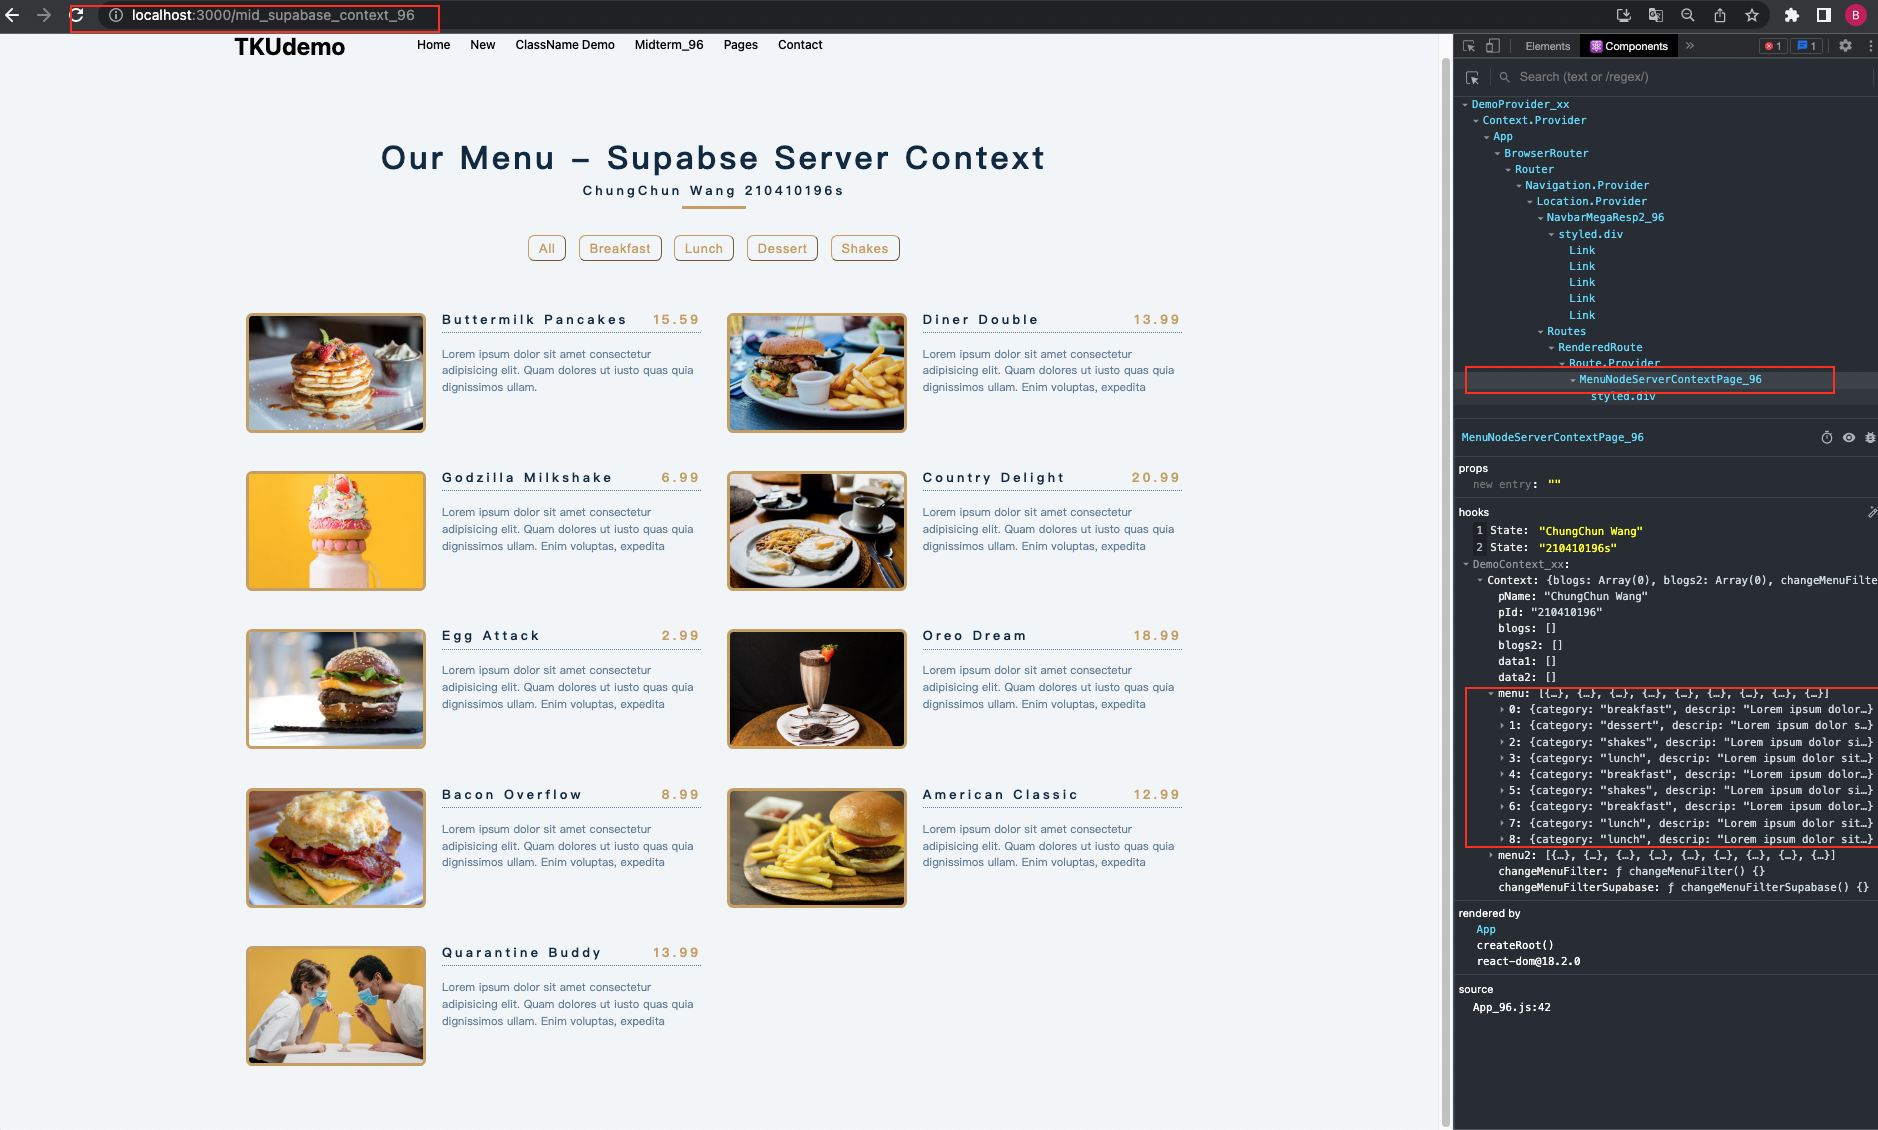 localhost:3000/mid_supabase_context_96
B
TKUdemo
Home New ClassName Demo Midterm_96 Pages Contact
Our Menu – Supabse Server Context
ChungChun Wang 210410196s
All Breakfast Lunch Dessert Shakes
Buttermilk Pancakes 15.59
Lorem ipsum dolor sit amet consectetur
adipisicing elit. Quam dolores ut iusto quas quia
dignissimos ullam.
Diner Double 13.99
Lorem ipsum dolor sit amet consectetur
adipisicing elit. Quam dolores ut iusto quas quia
dignissimos ullam. Enim voluptas, expedita
Godzilla Milkshake 6.99
Lorem ipsum dolor sit amet consectetur
adipisicing elit. Quam dolores ut iusto quas quia
dignissimos ullam. Enim voluptas, expedita
Country Delight 20.99
Lorem ipsum dolor sit amet consectetur
adipisicing elit. Quam dolores ut iusto quas quia
dignissimos ullam. Enim voluptas, expedita
Egg Attack 2.99
Lorem ipsum dolor sit amet consectetur
adipisicing elit. Quam dolores ut iusto quas quia
dignissimos ullam. Enim voluptas, expedita
Oreo Dream 18.99
Lorem ipsum dolor sit amet consectetur
adipisicing elit. Quam dolores ut iusto quas quia
dignissimos ullam. Enim voluptas, expedita
Bacon Overflow 8.99
Lorem ipsum dolor sit amet consectetur
adipisicing elit. Quam dolores ut iusto quas quia
dignissimos ullam. Enim voluptas, expedita
American Classic 12.99
Lorem ipsum dolor sit amet consectetur
adipisicing elit. Quam dolores ut iusto quas quia
dignissimos ullam. Enim voluptas, expedita
Quarantine Buddy 13.99
Lorem ipsum dolor sit amet consectetur
adipisicing elit. Quam dolores ut iusto quas quia
dignissimos ullam. Enim voluptas, expedita
Elements Components » 1 1
Search (text or /regex/)
DemoProvider_xx
Context.Provider
App
BrowserRouter
Router
Navigation.Provider
Location.Provider
NavbarMegaResp2_96
styled.div
Link
Link
Link
Link
Link
Routes
RenderedRoute
Route.Provider
MenuNodeServerContextPage_96
styled.div
MenuNodeServerContextPage_96
props
new entry: ""
hooks
1 State: "ChungChun Wang"
2 State: "210410196s"
DemoContext_xx:
Context: {blogs: Array(0), blogs2: Array(0), changeMenuFilte
pName: "ChungChun Wang"
pId: "210410196"
blogs: []
blogs2: []
data1: []
data2: []
menu: [{…}, {…}, {…}, {…}, {…}, {…}, {…}, {…}, {…}]
0: {category: "breakfast", descrip: "Lorem ipsum dolor…}
1: {category: "dessert", descrip: "Lorem ipsum dolor s…}
2: {category: "shakes", descrip: "Lorem ipsum dolor si…}
3: {category: "lunch", descrip: "Lorem ipsum dolor sit…}
4: {category: "breakfast", descrip: "Lorem ipsum dolor…}
5: {category: "shakes", descrip: "Lorem ipsum dolor si…}
6: {category: "breakfast", descrip: "Lorem ipsum dolor…}
7: {category: "lunch", descrip: "Lorem ipsum dolor sit…}
8: {category: "lunch", descrip: "Lorem ipsum dolor sit…}
menu2: [{…}, {…}, {…}, {…}, {…}, {…}, {…}, {…}, {…}]
changeMenuFilter: ƒ changeMenuFilter() {}
changeMenuFilterSupabase: ƒ changeMenuFilterSupabase() {}
rendered by
App
createRoot()
react-dom@18.2.0
source
App_96.js:42